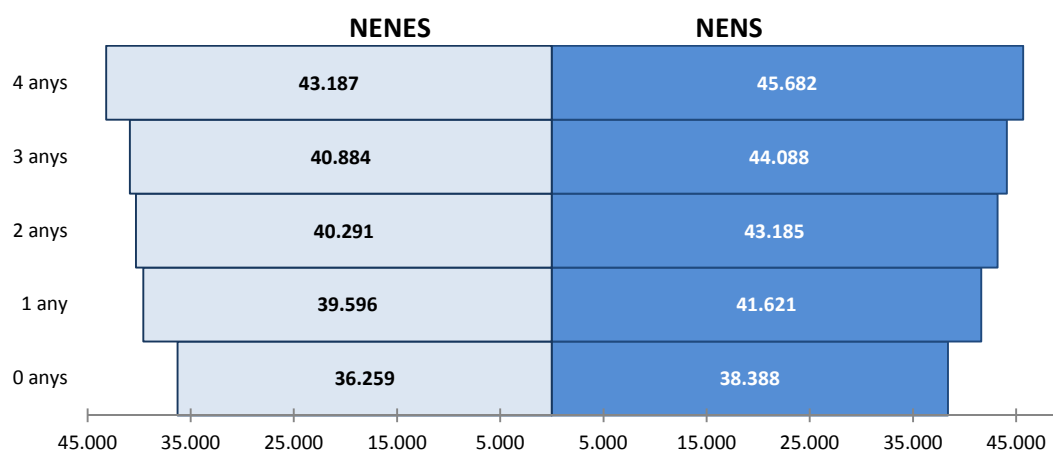 NENES NENS
4 anys 43.187 45.682
3 anys 40.884 44.088
2 anys 40.291 43.185
1 any 39.596 41.621
0 anys 36.259 38.388
45.000 35.000 25.000 15.000 5.000 5.000 15.000 25.000 35.000 45.000